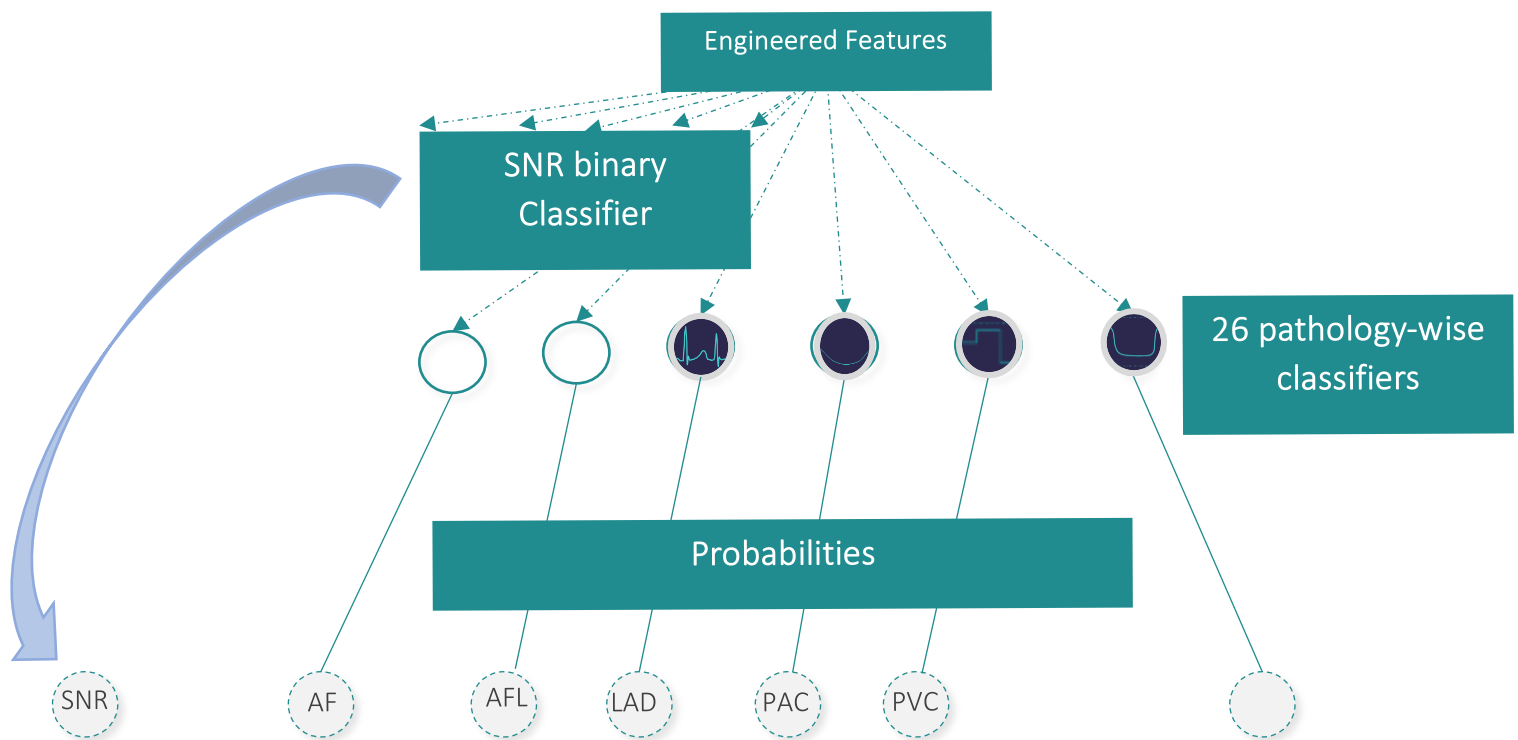 Engineered Features
SNR binary
Classifier
26 pathology-wise
classifiers
Probabilities
SNR
AF
AFL
LAD
PAC
PVC